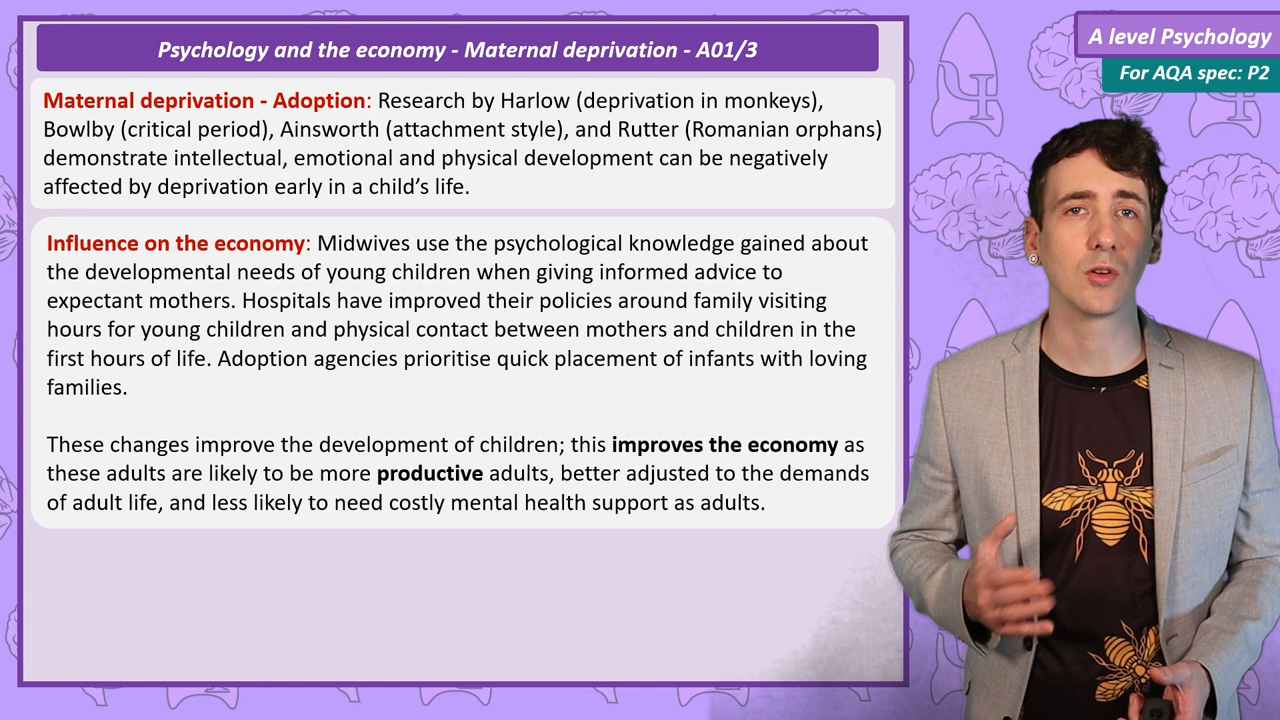 Psychology and the economy - Maternal deprivation - A01/3
A level Psychology
For AQA spec: P2
Maternal deprivation - Adoption: Research by Harlow (deprivation in monkeys),
Bowlby (critical period), Ainsworth (attachment style), and Rutter (Romanian orphans)
demonstrate intellectual, emotional and physical development can be negatively
affected by deprivation early in a child’s life.
Influence on the economy: Midwives use the psychological knowledge gained about
the developmental needs of young children when giving informed advice to
expectant mothers. Hospitals have improved their policies around family visiting
hours for young children and physical contact between mothers and children in the
first hours of life. Adoption agencies prioritise quick placement of infants with loving
families.
These changes improve the development of children; this improves the economy as
these adults are likely to be more productive adults, better adjusted to the demands
of adult life, and less likely to need costly mental health support as adults.